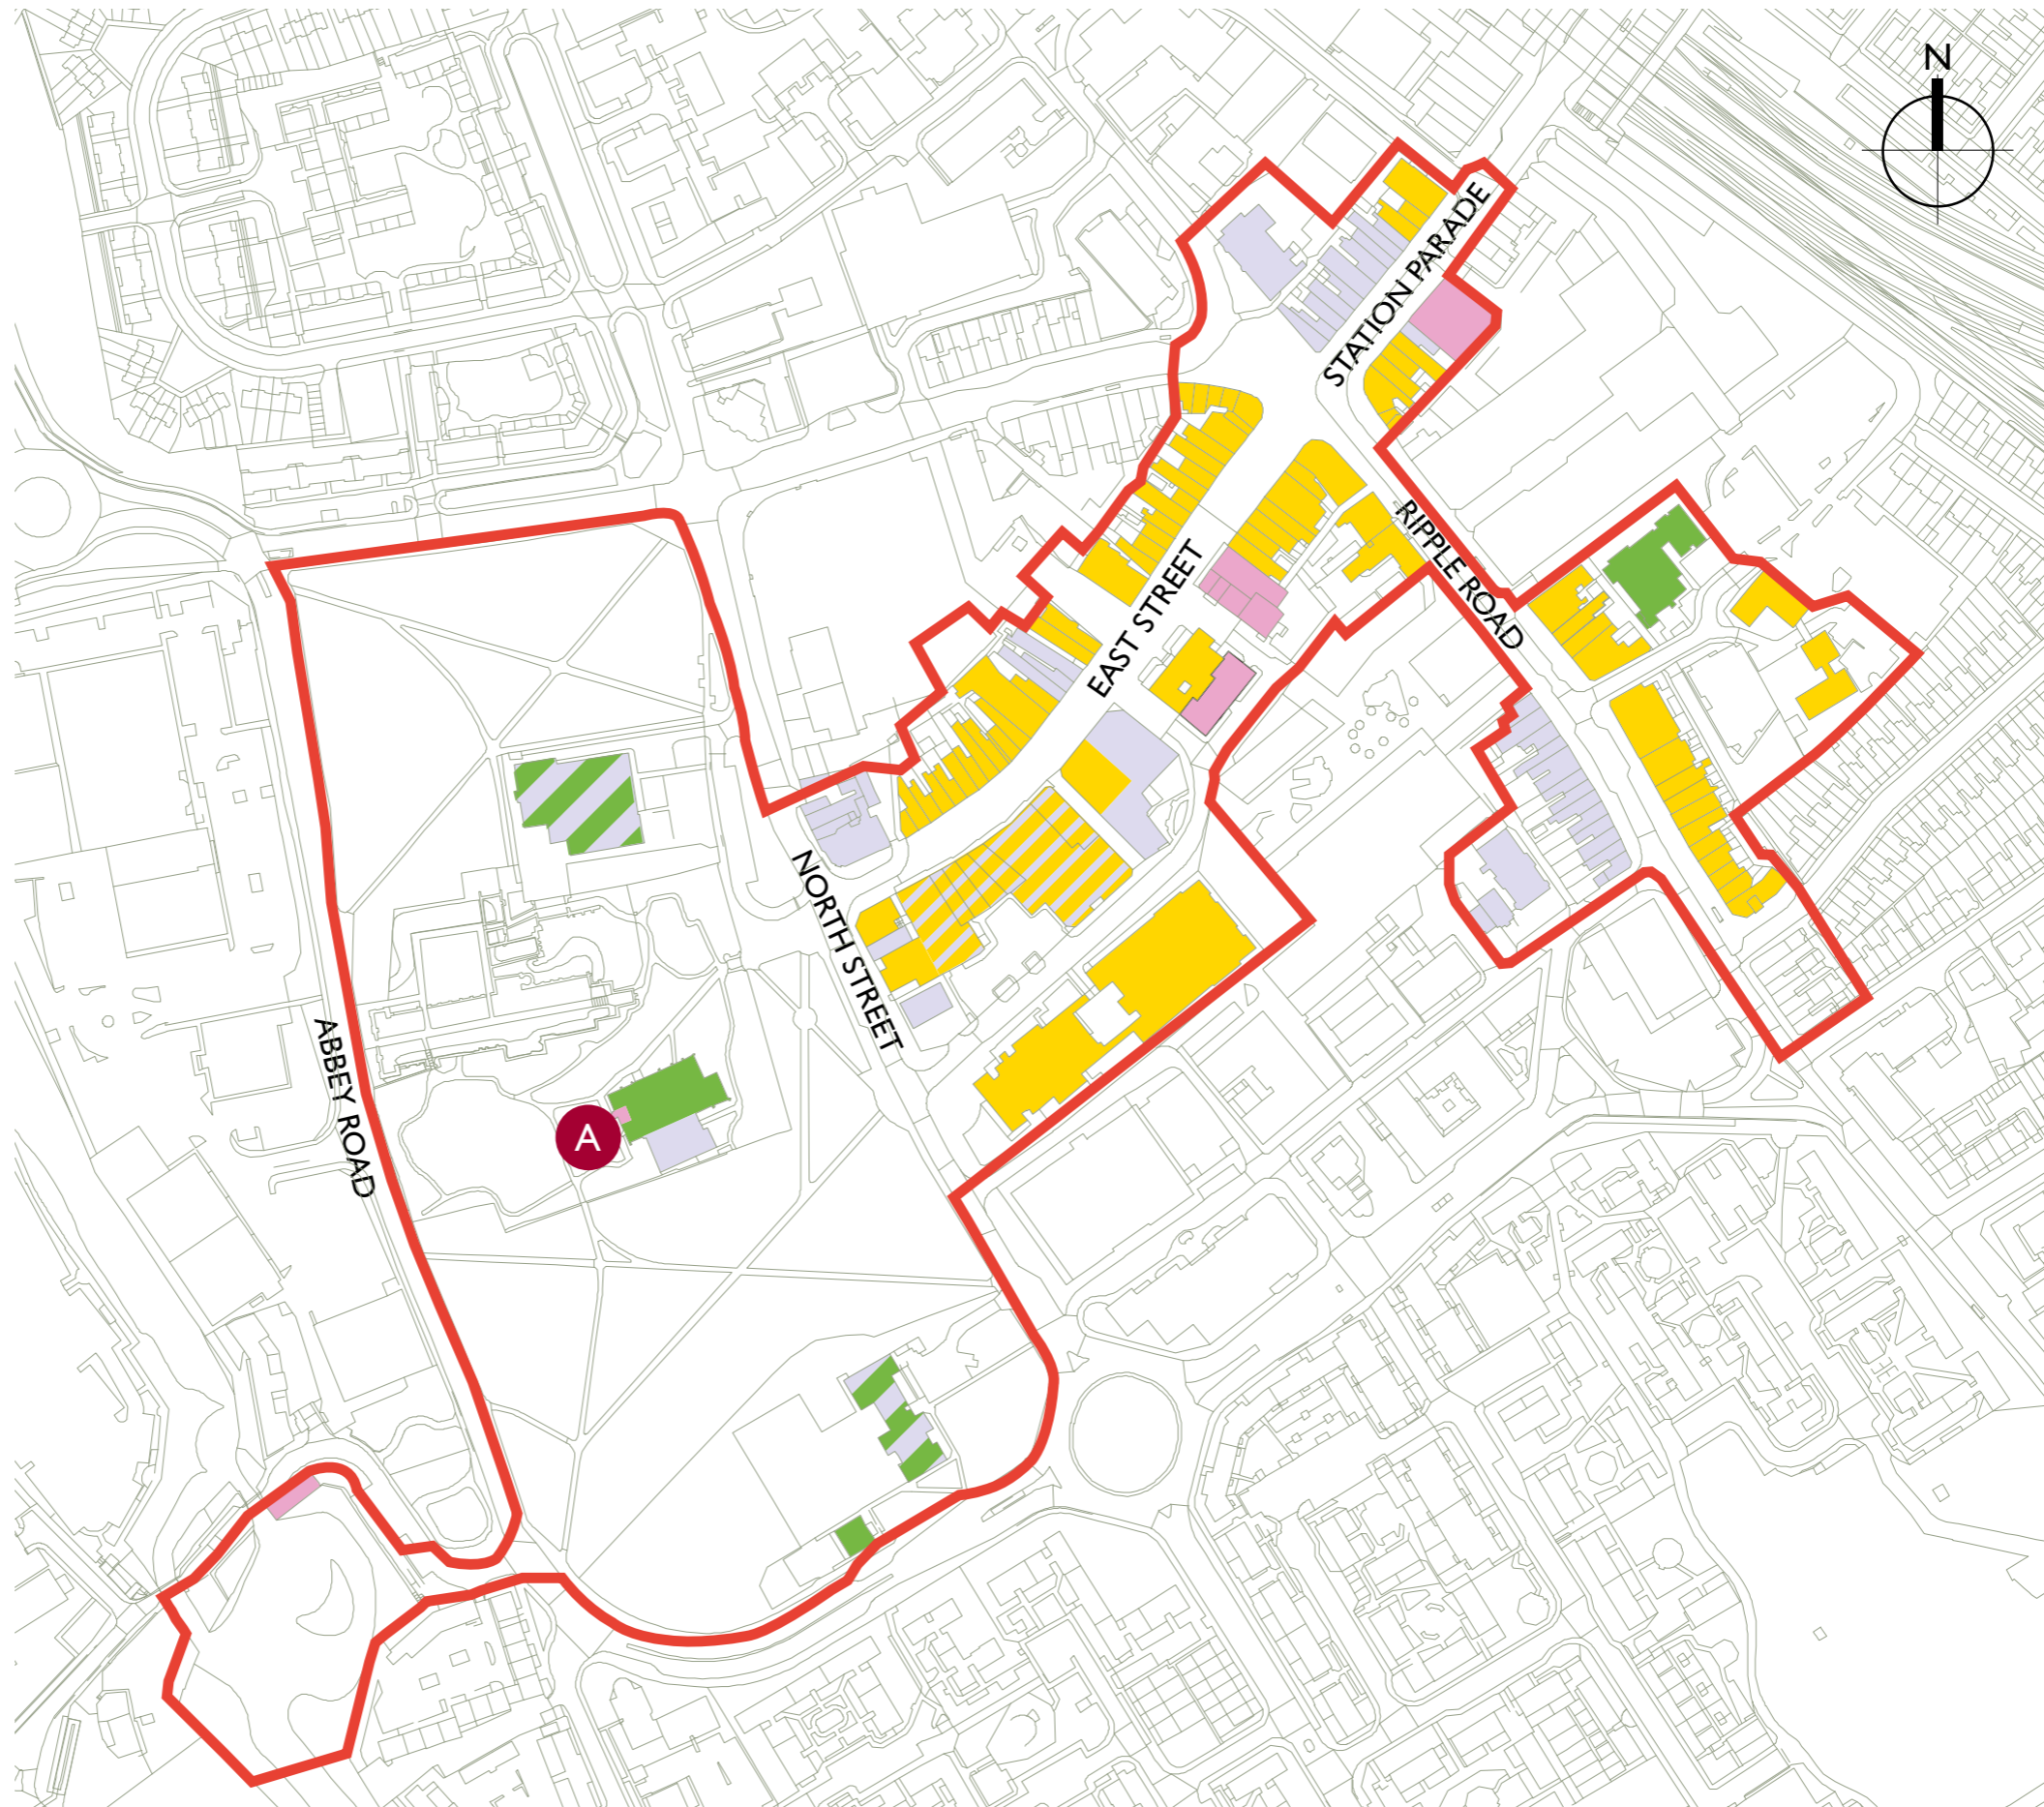 N
STATION PARADE
RIPPLE ROAD
EAST STREET
NORTH STREET
ABBEY ROAD
A